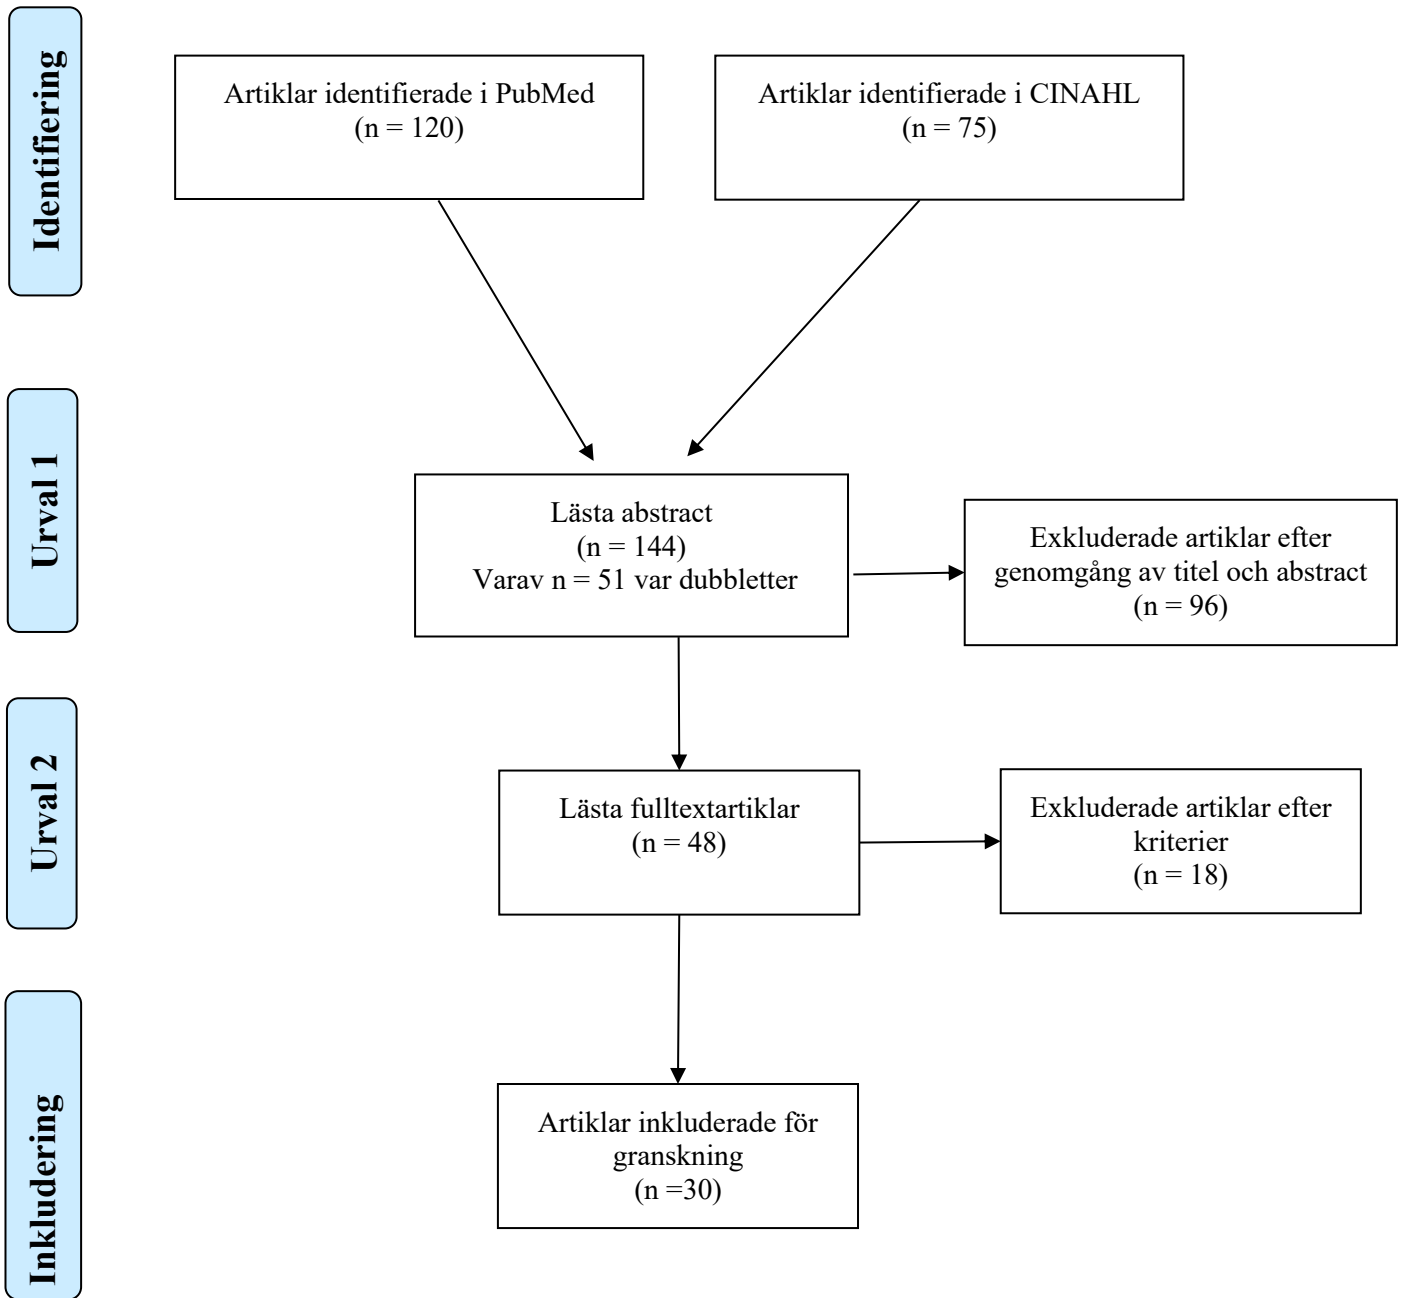 Identifiering
Artiklar identifierade i PubMed
(n = 120)
Artiklar identifierade i CINAHL
(n = 75)
Urval 1
Lästa abstract
(n = 144)
Varav n = 51 var dubbletter
Exkluderade artiklar efter
genomgång av titel och abstract
(n = 96)
Urval 2
Lästa fulltextartiklar
(n = 48)
Exkluderade artiklar efter
kriterier
(n = 18)
Inkludering
Artiklar inkluderade för
granskning
(n =30)